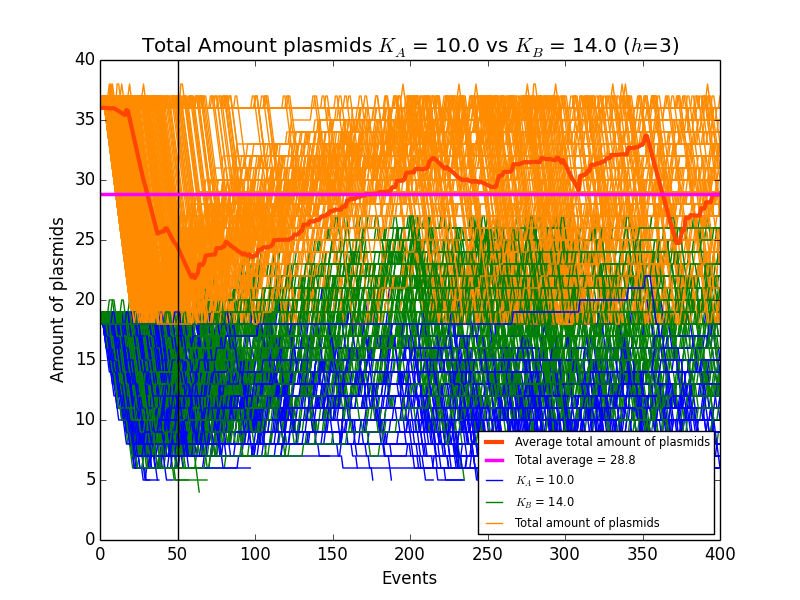 Total Amount plasmids K_A = 10.0 vs K_B = 14.0 (h=3)
Amount of plasmids
40
35
30
25
20
15
10
5
0
Average total amount of plasmids
Total average = 28.8
K_A = 10.0
K_B = 14.0
Total amount of plasmids
0 50 100 150 200 250 300 350 400
Events